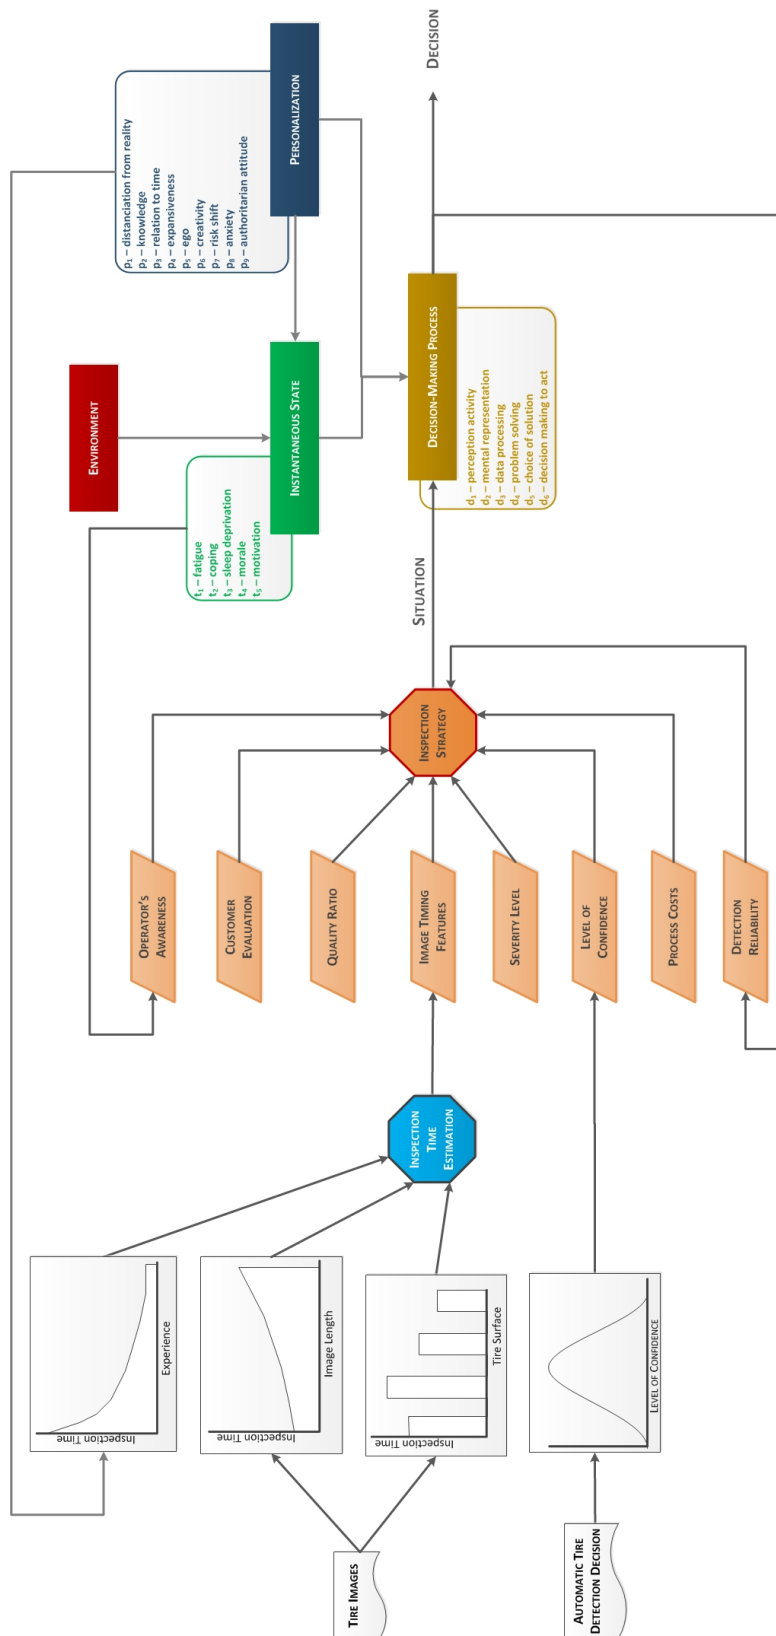 TIRE IMAGES
AUTOMATIC TIRE
DETECTION DECISION
Inspection Time
Experience
Inspection Time
Image Length
Inspection Time
Tire Surface
LEVEL OF CONFIDENCE
INSPECTION
TIME
ESTIMATION
OPERATOR'S
AWARENESS
CUSTOMER
EVALUATION
QUALITY RATIO
IMAGE TIMING
FEATURES
SEVERITY LEVEL
LEVEL OF
CONFIDENCE
PROCESS COSTS
DETECTION
RELIABILITY
INSPECTION
STRATEGY
SITUATION
t₁ – fatigue
t₂ – coping
t₃ – sleep deprivation
t₄ – morale
t₅ – motivation
INSTANTANEOUS STATE
ENVIRONMENT
p₁ – distanciation from reality
p₂ – knowledge
p₃ – relation to time
p₄ – expansiveness
p₅ – ego
p₆ – creativity
p₇ – risk shift
p₈ – anxiety
p₉ – authoritarian attitude
PERSONALIZATION
DECISION-MAKING PROCESS
d₁ – perception activity
d₂ – mental representation
d₃ – data processing
d₄ – problem solving
d₅ – choice of solution
d₆ – decision making to act
DECISION